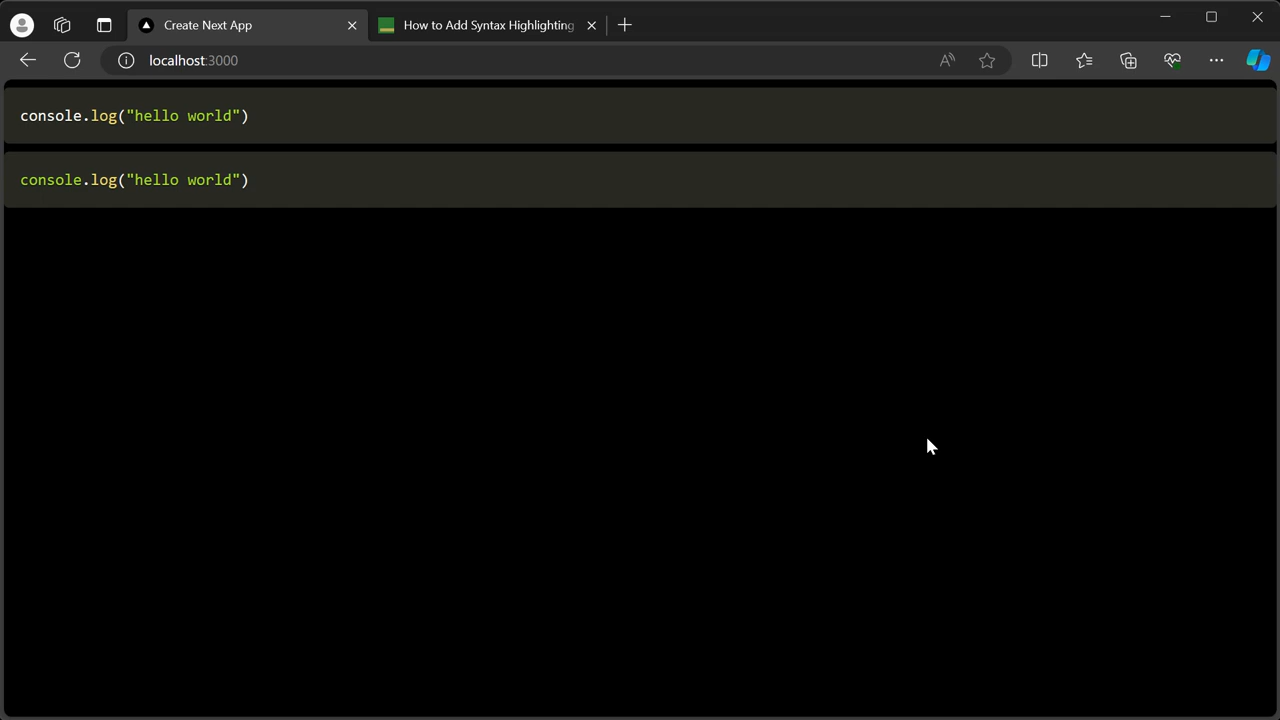 Create Next App
How to Add Syntax Highlighting
localhost:3000
console.log("hello world")
console.log("hello world")